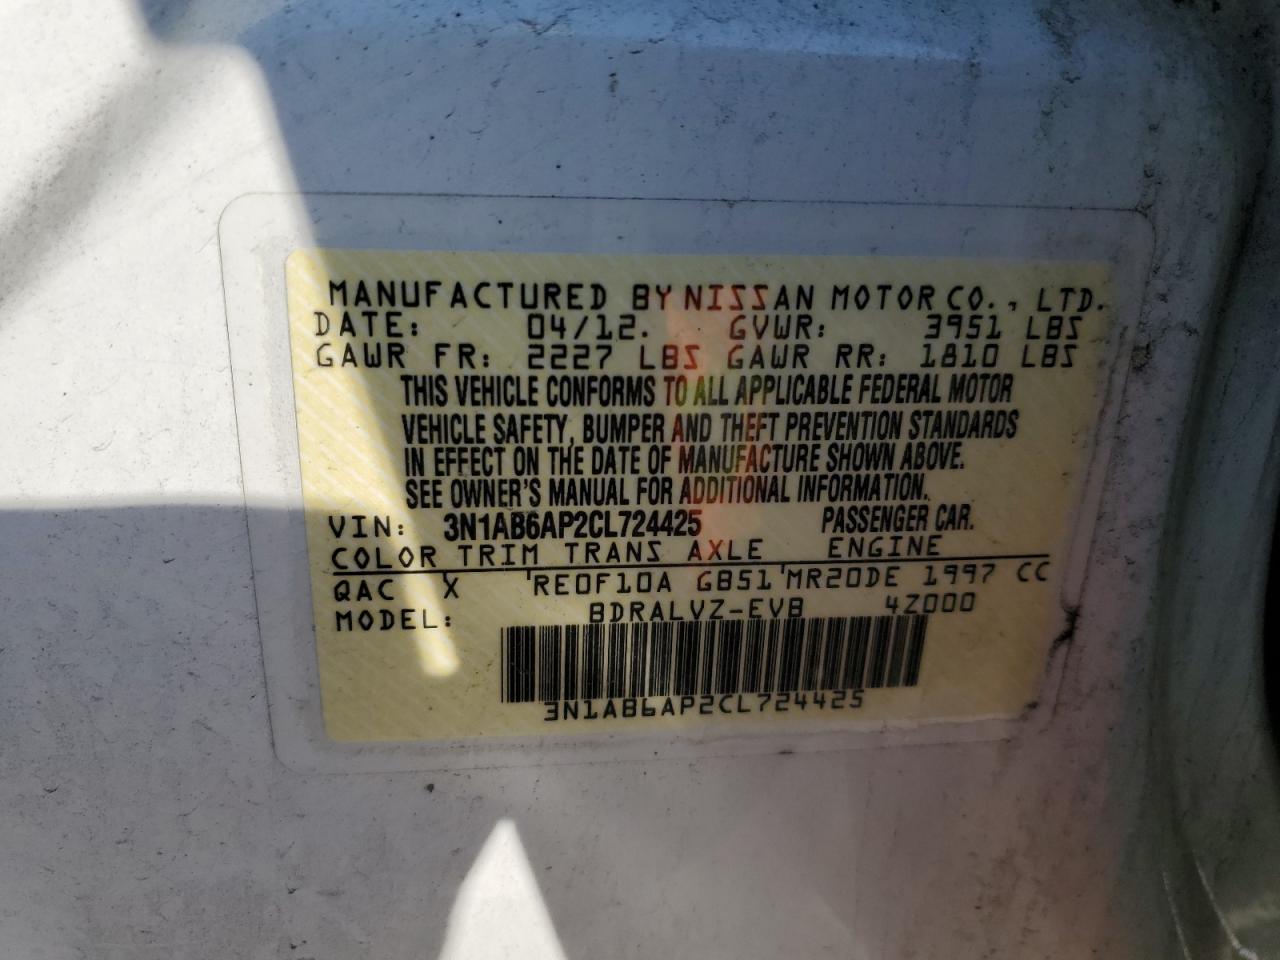 MANUFACTURED BY NISSAN MOTOR CO., LTD.
DATE: 04/12. GVWR: 3951 LBS
GAWR FR: 2227 LBS GAWR RR: 1810 LBS
THIS VEHICLE CONFORMS TO ALL APPLICABLE FEDERAL MOTOR
VEHICLE SAFETY, BUMPER AND THEFT PREVENTION STANDARDS
IN EFFECT ON THE DATE OF MANUFACTURE SHOWN ABOVE.
SEE OWNER'S MANUAL FOR ADDITIONAL INFORMATION.
VIN: 3N1AB6AP2CL724425 PASSENGER CAR.
COLOR TRIM TRANS AXLE ENGINE
QAC X RE0F10A GB51 MR20DE 1997 CC
MODEL: BDRALVZ-EVB 4Z000
3N1AB6AP2CL724425